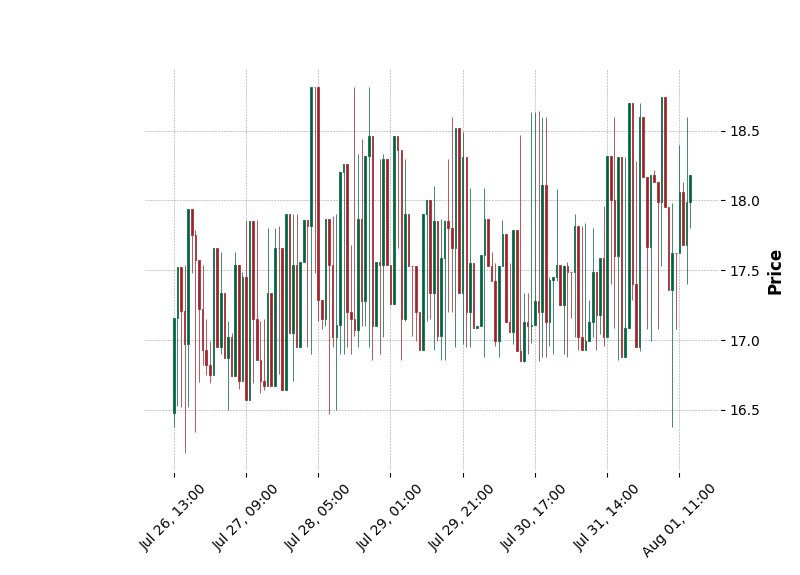 18.5
18.0
17.5
17.0
16.5
Price
Jul 26, 13:00
Jul 27, 09:00
Jul 28, 05:00
Jul 29, 01:00
Jul 29, 21:00
Jul 30, 17:00
Jul 31, 14:00
Aug 01, 11:00